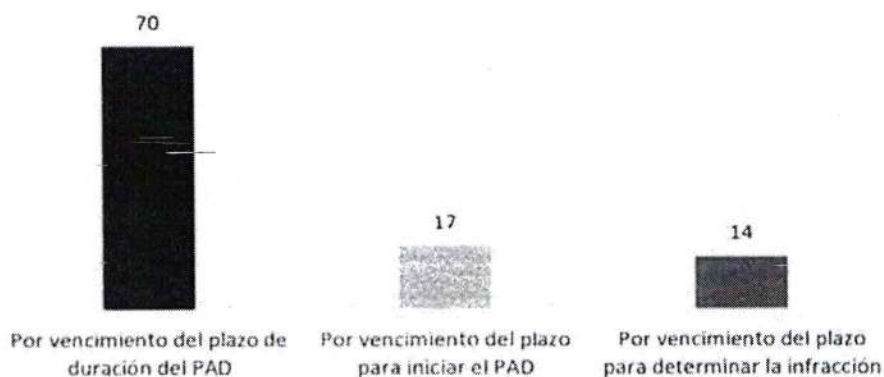 70
17
14
Por vencimiento del plazo de
duración del PAD
Por vencimiento del plazo
para iniciar el PAD
Por vencimiento del plazo
para determinar la infracción